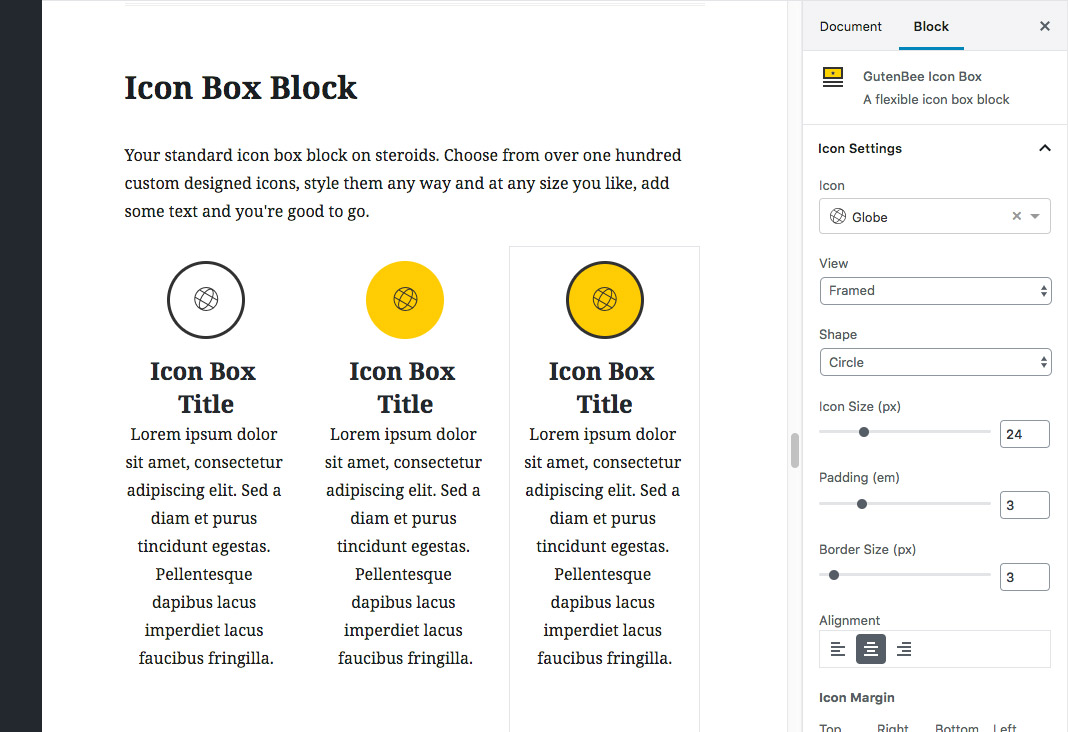 Icon Box Block
Your standard icon box block on steroids. Choose from over one hundred
custom designed icons, style them any way and at any size you like, add
some text and you're good to go.
Icon Box
Title
Lorem ipsum dolor
sit amet, consectetur
adipiscing elit. Sed a
diam et purus
tincidunt egestas.
Pellentesque
dapibus lacus
imperdiet lacus
faucibus fringilla.
Icon Box
Title
Lorem ipsum dolor
sit amet, consectetur
adipiscing elit. Sed a
diam et purus
tincidunt egestas.
Pellentesque
dapibus lacus
imperdiet lacus
faucibus fringilla.
Icon Box
Title
Lorem ipsum dolor
sit amet, consectetur
adipiscing elit. Sed a
diam et purus
tincidunt egestas.
Pellentesque
dapibus lacus
imperdiet lacus
faucibus fringilla.
Document Block
GutenBee Icon Box
A flexible icon box block
Icon Settings
Icon
Globe
View
Framed
Shape
Circle
Icon Size (px)
24
Padding (em)
3
Border Size (px)
3
Alignment
Icon Margin
Top Right Bottom Left